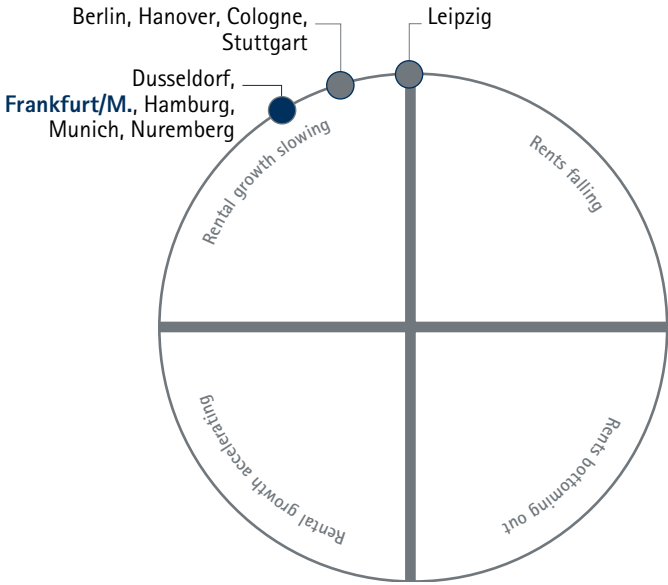 Berlin, Hanover, Cologne,
Stuttgart
Leipzig
Dusseldorf,
Frankfurt/M., Hamburg,
Munich, Nuremberg
Rental growth slowing
Rents falling
Rental growth accelerating
Rents bottoming out